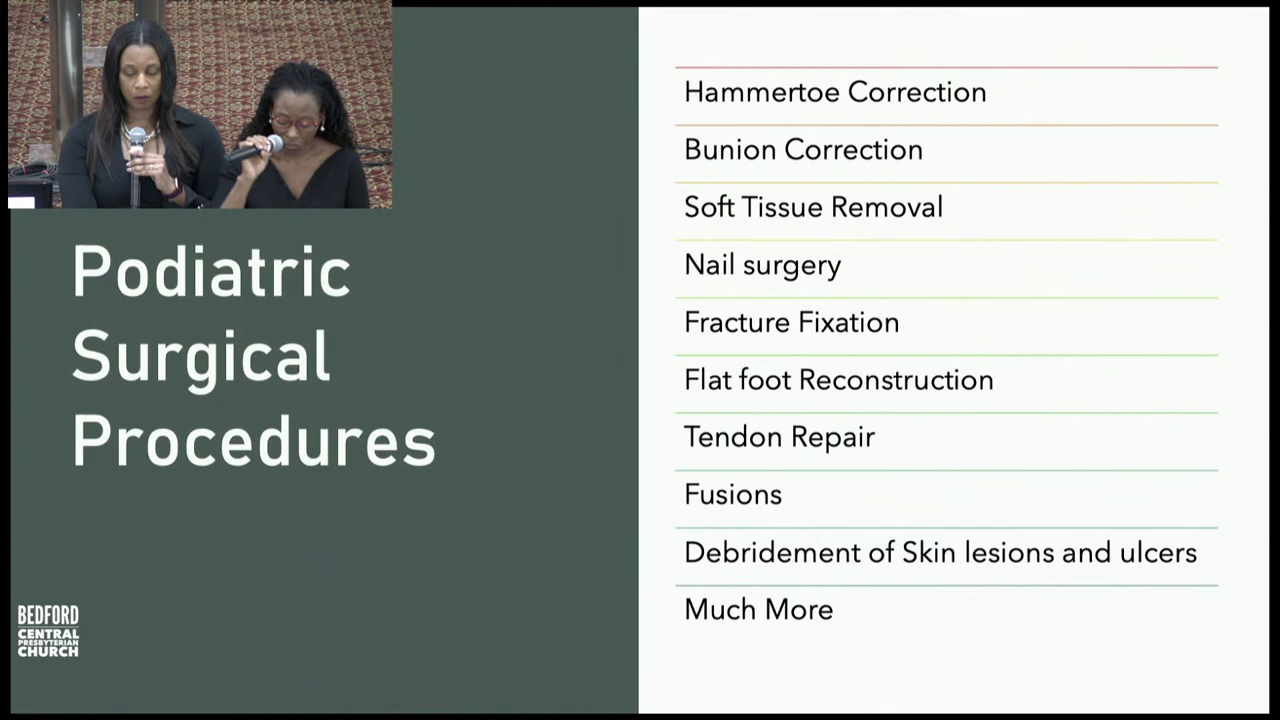 Podiatric
Surgical
Procedures
Hammertoe Correction
Bunion Correction
Soft Tissue Removal
Nail surgery
Fracture Fixation
Flat foot Reconstruction
Tendon Repair
Fusions
Debridement of Skin lesions and ulcers
Much More
BEDFORD
CENTRAL
PRESBYTERIAN
CHURCH